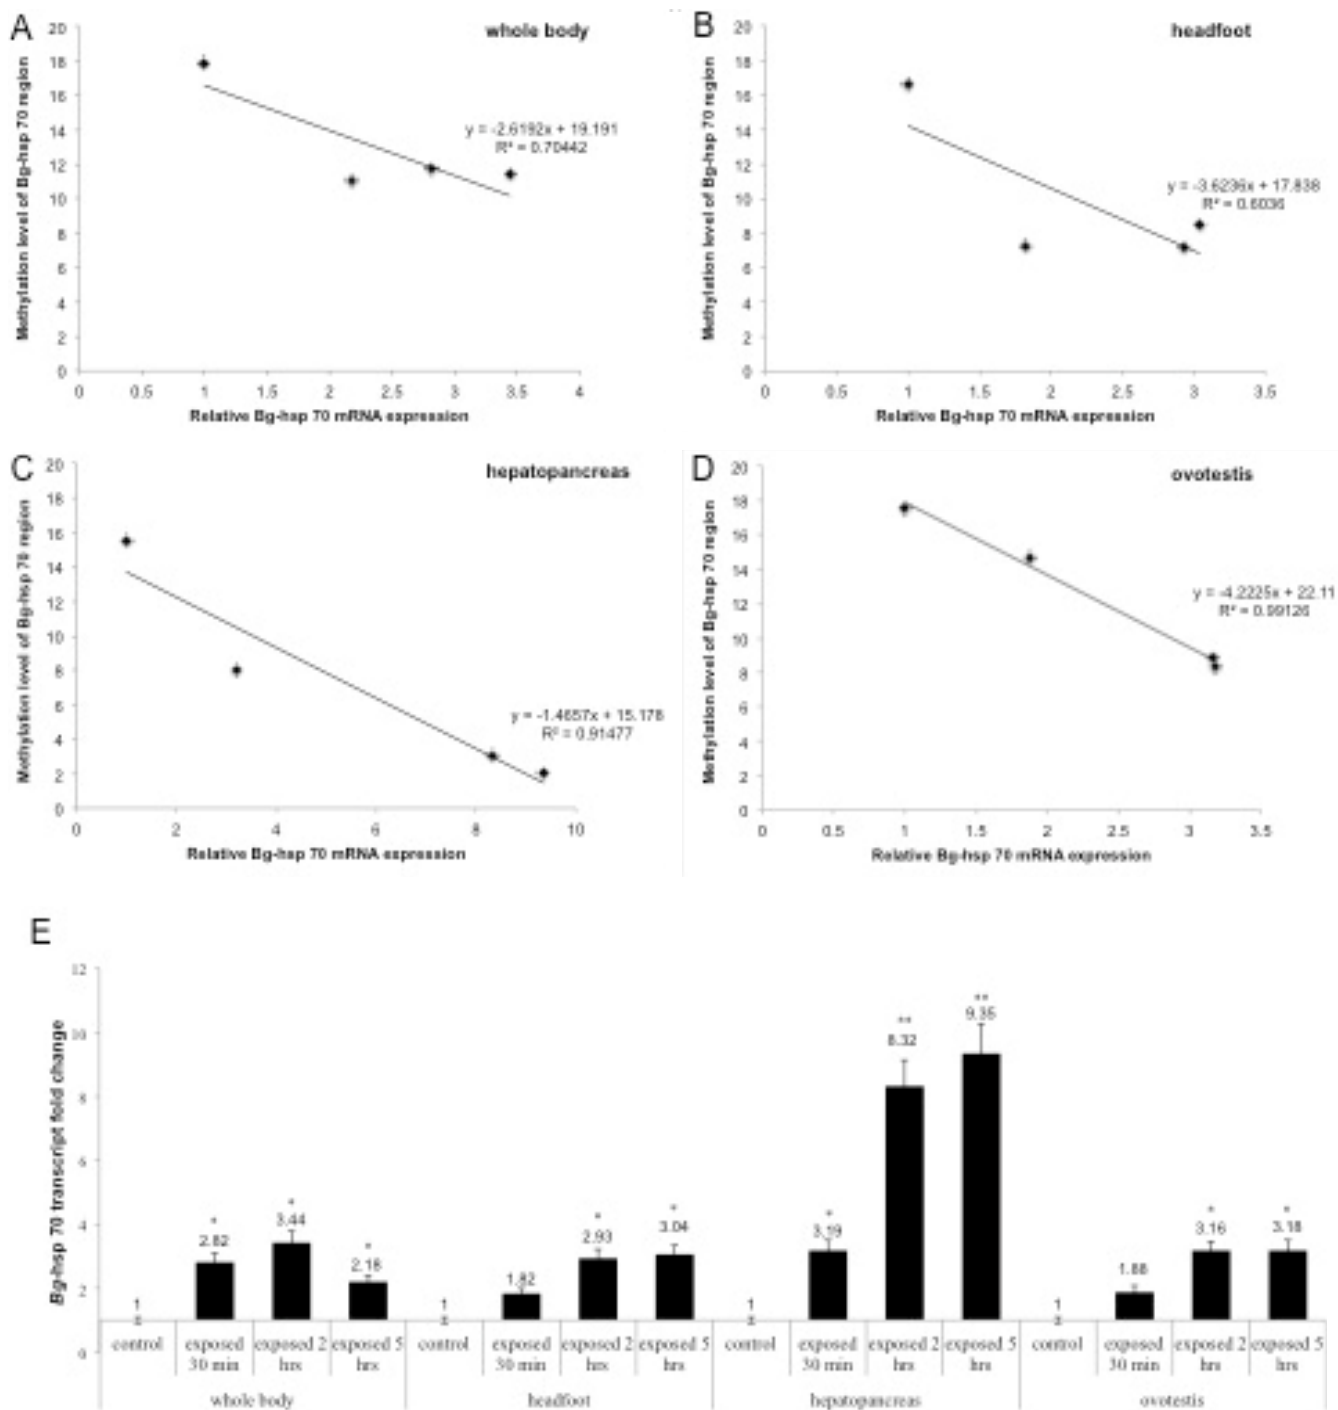 A
whole body
20
18
16
14
12
10
8
6
4
2
0
Methylation level of Bg-hsp 70 region
y = -2.6192x + 19.191
R² = 0.70442
0 0.5 1 1.5 2 2.5 3 3.5 4
Relative Bg-hsp 70 mRNA expression
B
headfoot
20
18
16
14
12
10
8
6
4
2
0
Methylation level of Bg-hsp 70 region
y = -3.6236x + 17.838
R² = 0.6036
0 0.5 1 1.5 2 2.5 3 3.5
Relative Bg-hsp 70 mRNA expression
C
hepatopancreas
20
18
16
14
12
10
8
6
4
2
0
Methylation level of Bg-hsp 70 region
y = -1.4657x + 15.178
R² = 0.91477
0 2 4 6 8 10
Relative Bg-hsp 70 mRNA expression
D
ovotestis
20
18
16
14
12
10
8
6
4
2
0
Methylation level of Bg-hsp 70 region
y = -4.2225x + 22.11
R² = 0.99126
0 0.5 1 1.5 2 2.5 3 3.5
Relative Bg-hsp 70 mRNA expression
E
12
10
8
6
4
2
0
Bg-hsp 70 transcript fold change
1 2.82 * 3.44 * 2.18 *
1 1.82 2.93 * 3.04 *
1 3.19 * 8.32 ** 9.35 **
1 1.88 3.16 * 3.18 *
control exposed 30 min exposed 2 hrs exposed 5 hrs
control exposed 30 min exposed 2 hrs exposed 5 hrs
control exposed 30 min exposed 2 hrs exposed 5 hrs
control exposed 30 min exposed 2 hrs exposed 5 hrs
whole body headfoot hepatopancreas ovotestis